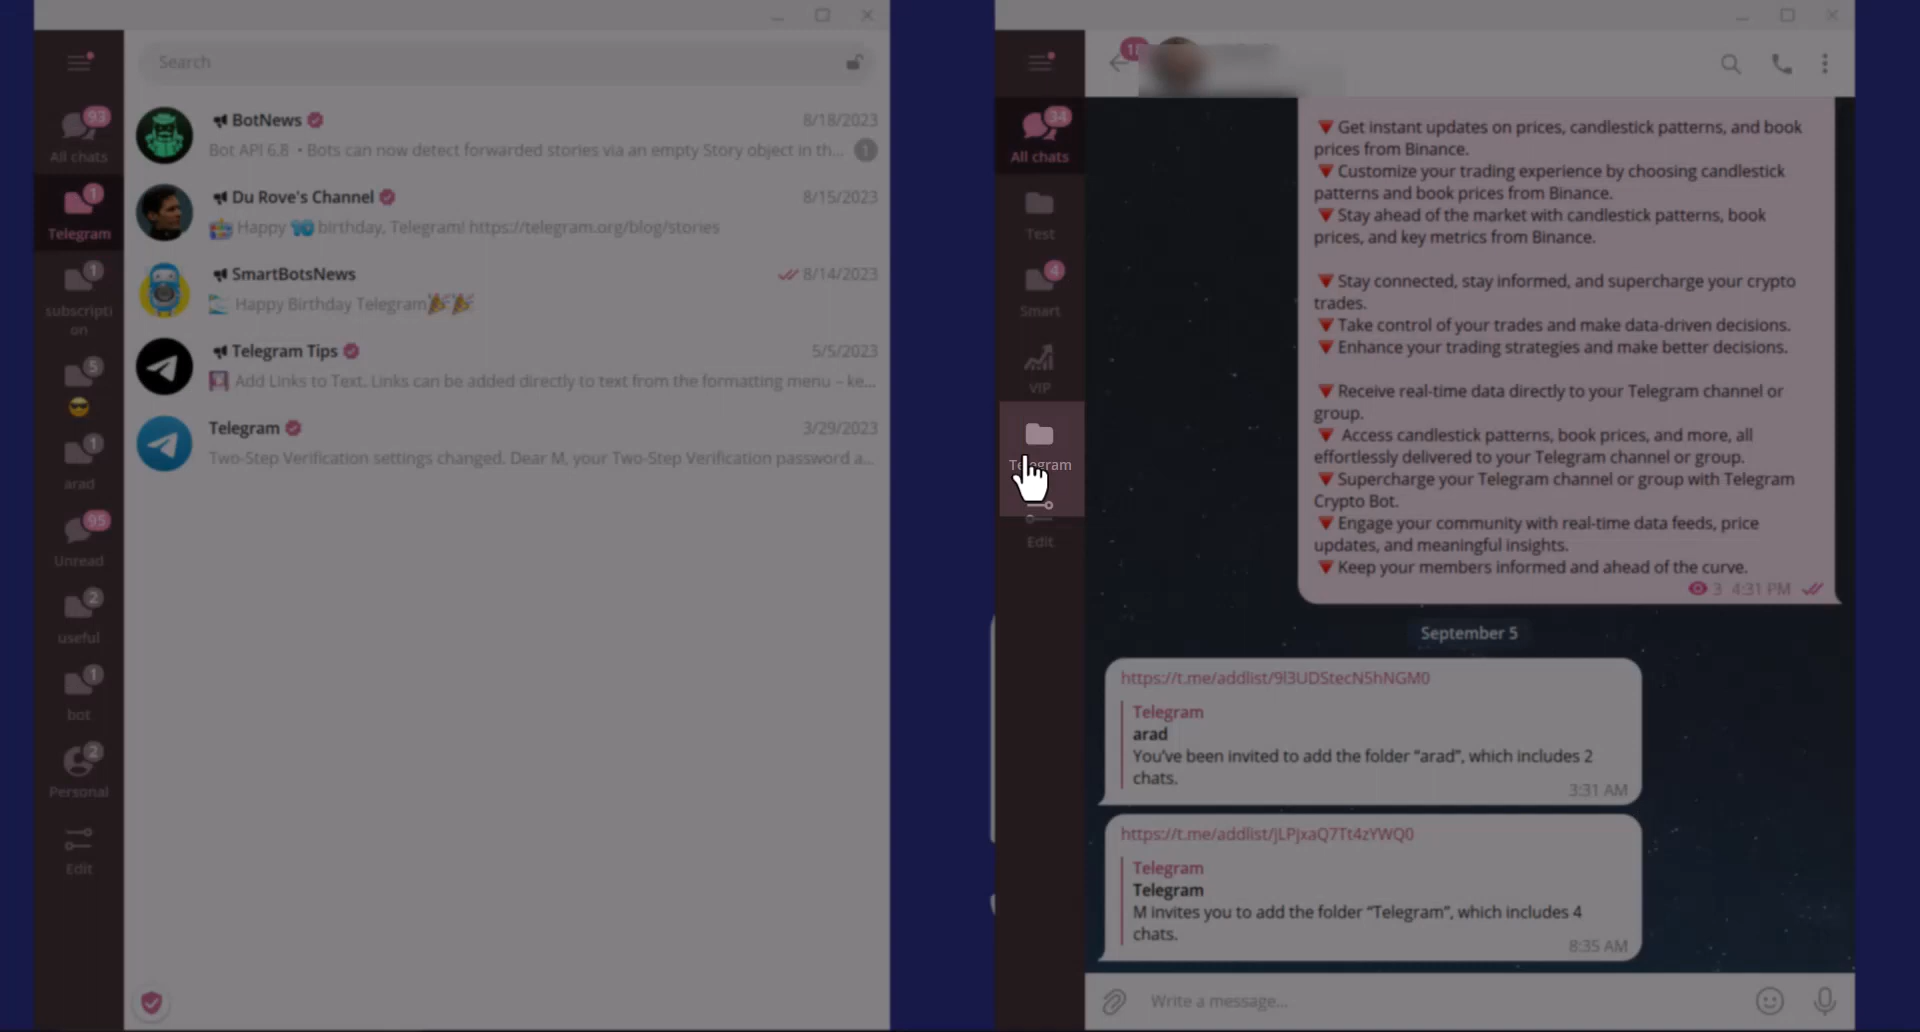 Search
93
All chats
1
Telegram
1
subscripti
on
5
1
arad
95
Unread
2
useful
1
bot
2
Personal
Edit
BotNews
8/18/2023
Bot API 6.8 • Bots can now detect forwarded stories via an empty Story object in th...
1
Du Rove's Channel
8/15/2023
Happy birthday, Telegram! https://telegram.org/blog/stories
SmartBotsNews
8/14/2023
Happy Birthday Telegram
Telegram Tips
5/5/2023
Add Links to Text. Links can be added directly to text from the formatting menu – ke...
Telegram
3/29/2023
Two-Step Verification settings changed. Dear M, your Two-Step Verification password a...
34
All chats
Test
4
Smart
VIP
Edit
Get instant updates on prices, candlestick patterns, and book
prices from Binance.
Customize your trading experience by choosing candlestick
patterns and book prices from Binance.
Stay ahead of the market with candlestick patterns, book
prices, and key metrics from Binance.
Stay connected, stay informed, and supercharge your crypto
trades.
Take control of your trades and make data-driven decisions.
Enhance your trading strategies and make better decisions.
Receive real-time data directly to your Telegram channel or
group.
Access candlestick patterns, book prices, and more, all
effortlessly delivered to your Telegram channel or group.
Supercharge your Telegram channel or group with Telegram
Crypto Bot.
Engage your community with real-time data feeds, price
updates, and meaningful insights.
Keep your members informed and ahead of the curve.
3 4:31 PM
September 5
https://t.me/addlist/9l3UDStecN5hNGM0
Telegram
arad
You've been invited to add the folder “arad”, which includes 2
chats.
3:31 AM
https://t.me/addlist/jLPJxaQ7Tt4zYWQ0
Telegram
Telegram
M invites you to add the folder “Telegram”, which includes 4
chats.
8:35 AM
Write a message...